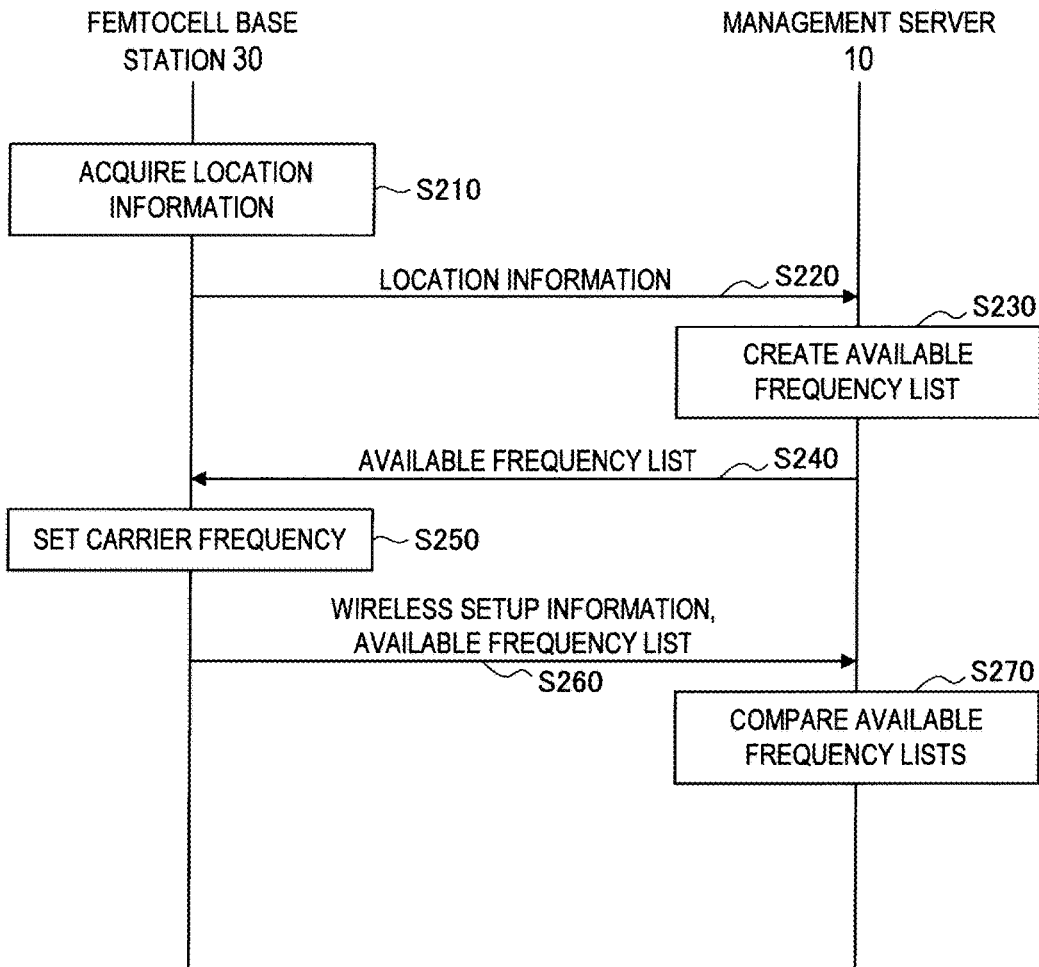 FEMTOCELL BASE
STATION 30
MANAGEMENT SERVER
10
ACQUIRE LOCATION
INFORMATION
S210
LOCATION INFORMATION
S220
S230
CREATE AVAILABLE
FREQUENCY LIST
AVAILABLE FREQUENCY LIST
S240
SET CARRIER FREQUENCY
S250
WIRELESS SETUP INFORMATION,
AVAILABLE FREQUENCY LIST
S260
S270
COMPARE AVAILABLE
FREQUENCY LISTS